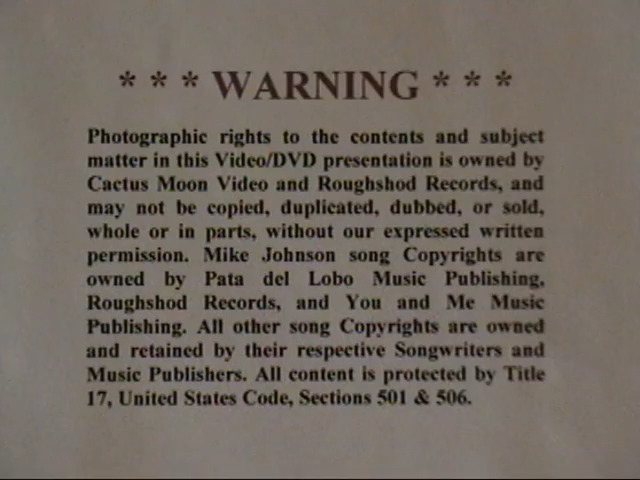 * * * WARNING * * *
Photographic rights to the contents and subject
matter in this Video/DVD presentation is owned by
Cactus Moon Video and Roughshod Records, and
may not be copied, duplicated, dubbed, or sold,
whole or in parts, without our expressed written
permission. Mike Johnson song Copyrights are
owned by Pata del Lobo Music Publishing,
Roughshod Records, and You and Me Music
Publishing. All other song Copyrights are owned
and retained by their respective Songwriters and
Music Publishers. All content is protected by Title
17, United States Code, Sections 501 & 506.